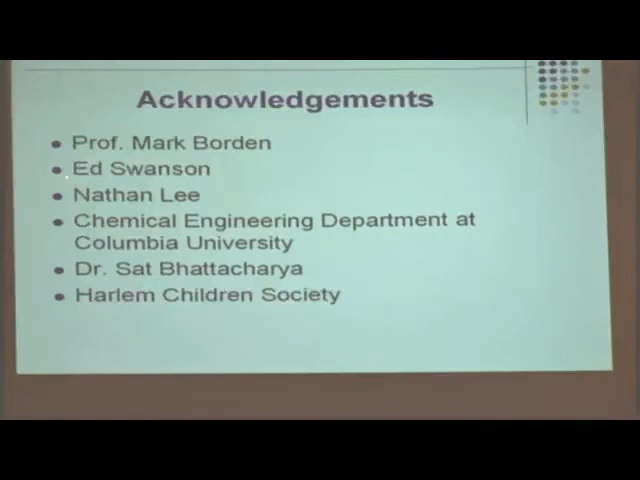 Acknowledgements
Prof. Mark Borden
Ed Swanson
Nathan Lee
Chemical Engineering Department at
Columbia University
Dr. Sat Bhattacharya
Harlem Children Society